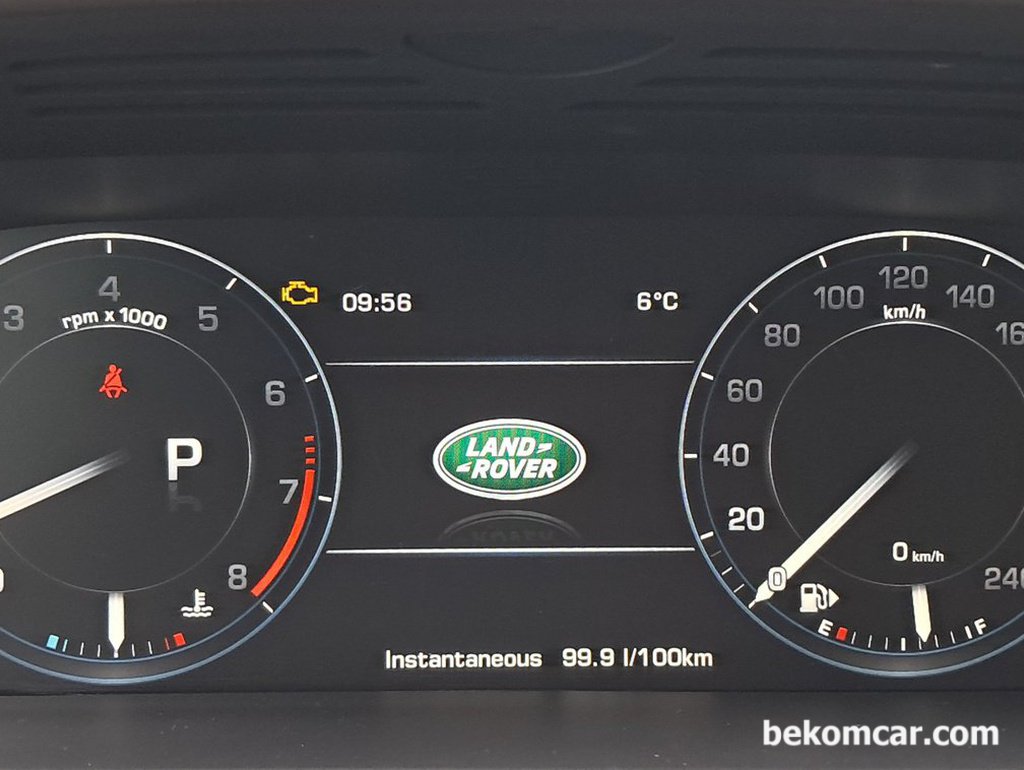 3
4
5
rpm x 1000
6
7
8
P
09:56
6°C
LAND
ROVER
Instantaneous 99.9 l/100km
20
40
60
80
100
120
140
km/h
0 km/h
0
240
E
F
bekomcar.com